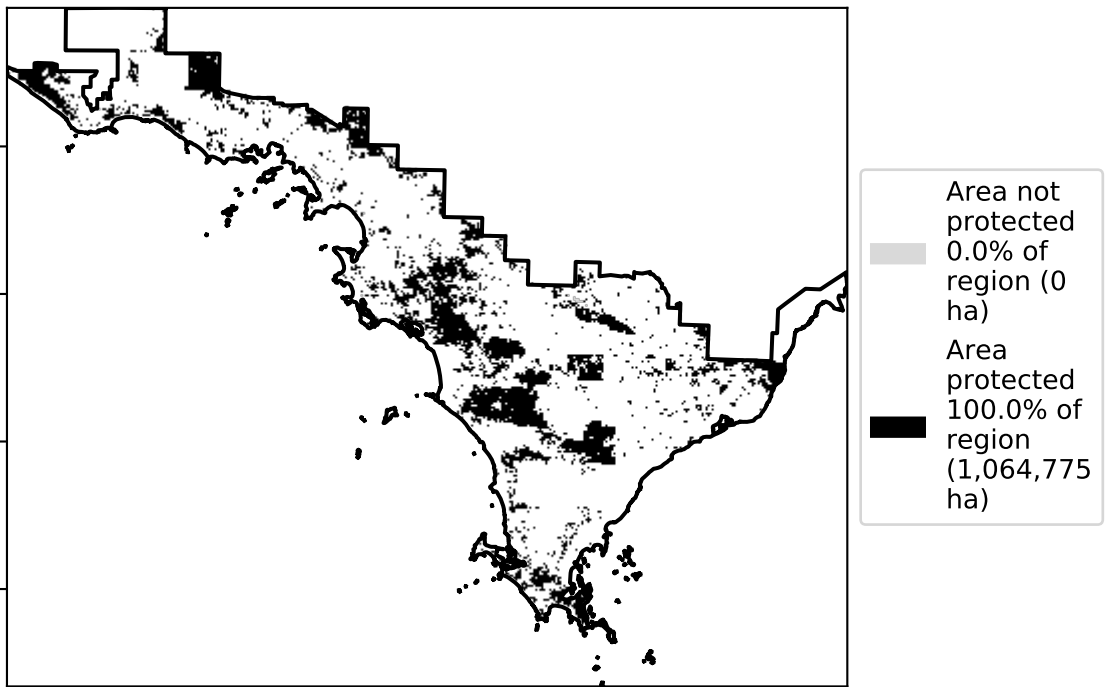 Area not
protected
0.0% of
region (0
ha)
Area
protected
100.0% of
region
(1,064,775
ha)